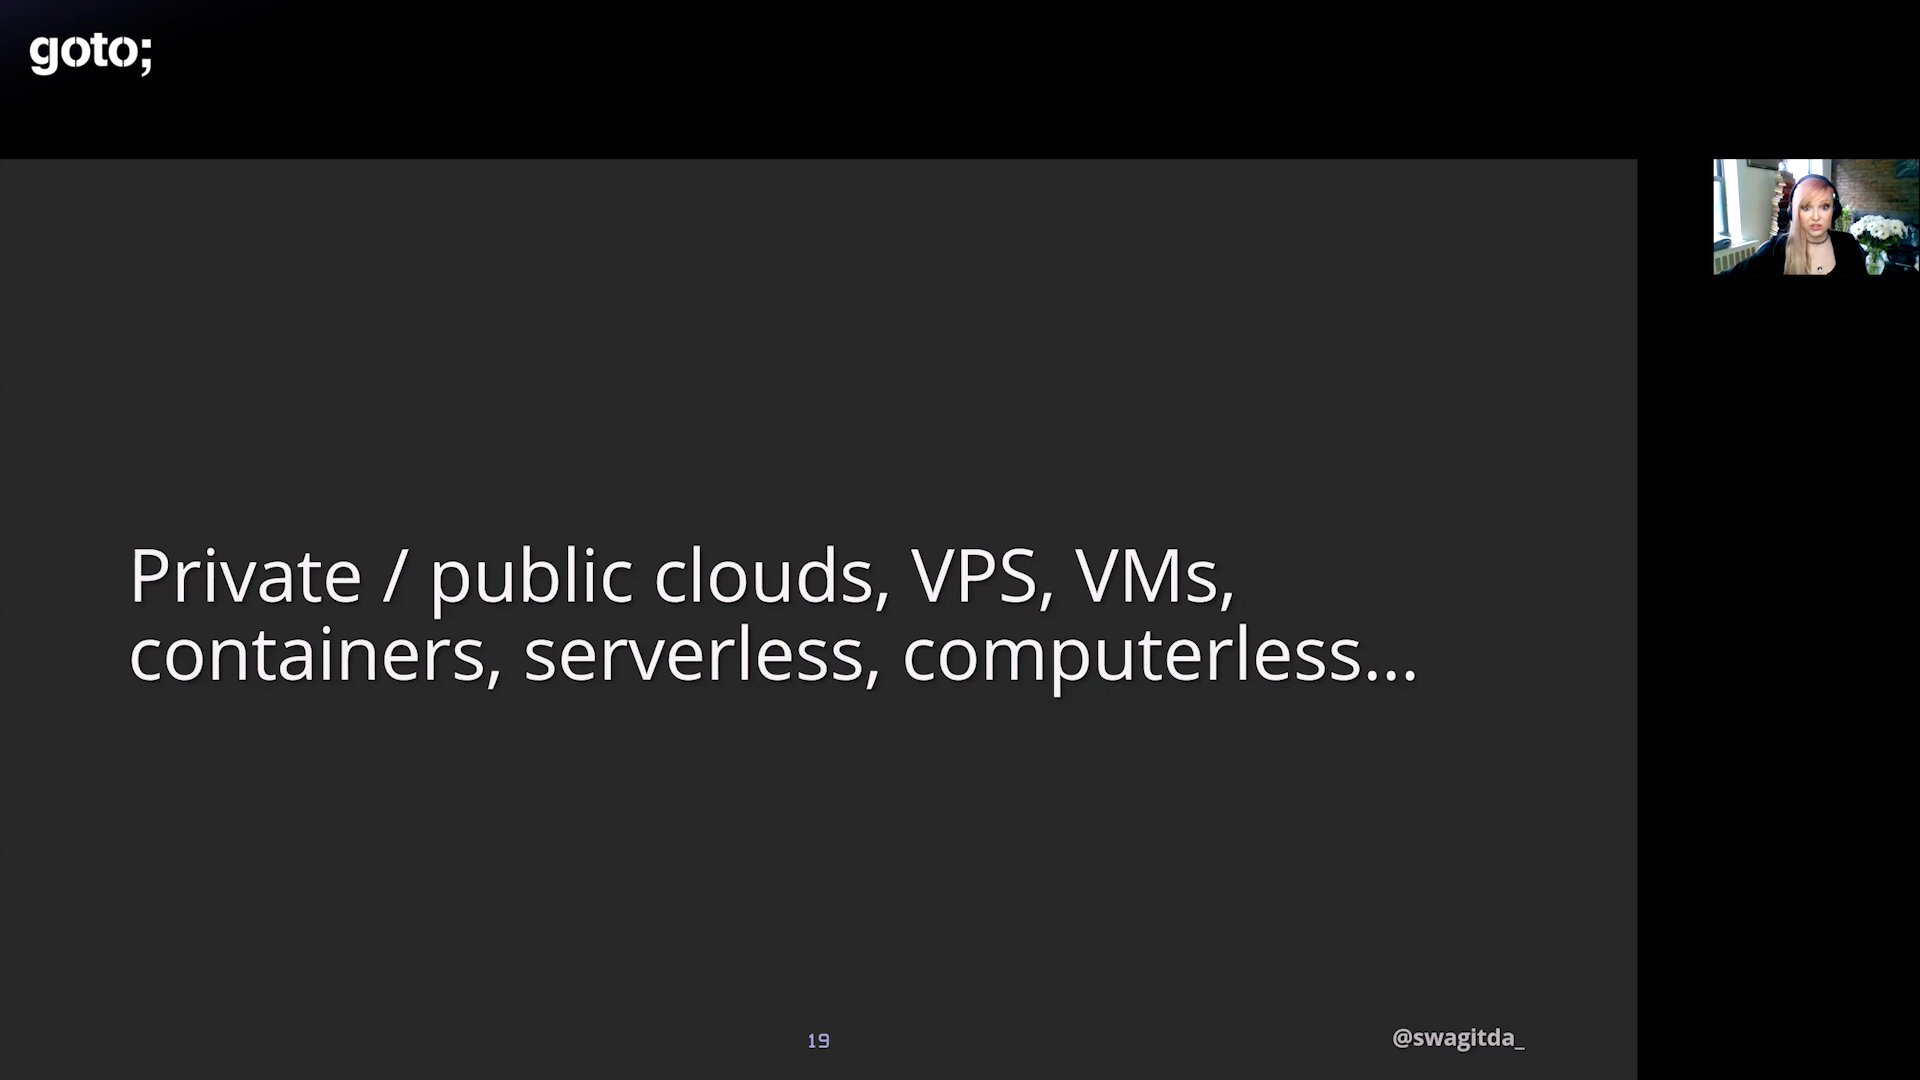 goto;
Private / public clouds, VPS, VMs,
containers, serverless, computerless...
19
@swagitda_